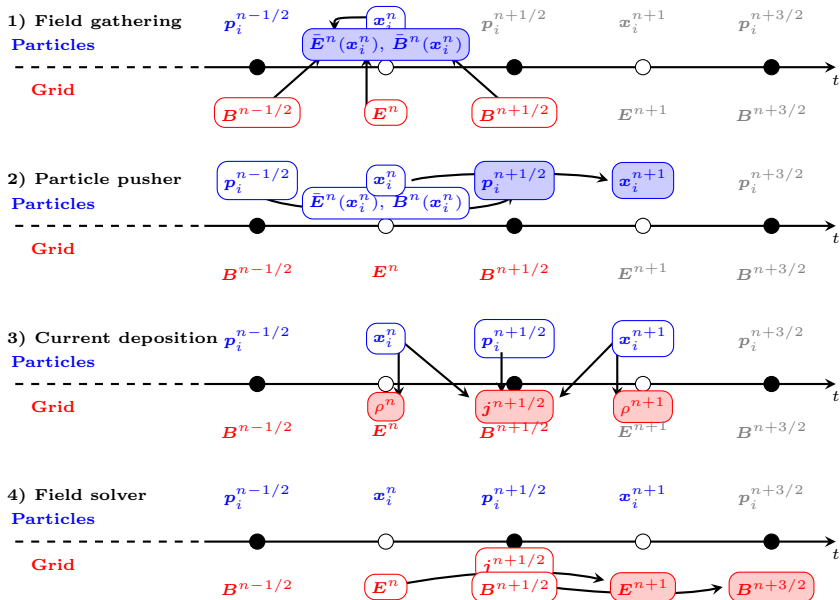 1) Field gathering
Particles
Grid
p_i^{n−1/2} x_i^n p_i^{n+1/2} x_i^{n+1} p_i^{n+3/2}
Ē^n(x_i^n), B̄^n(x_i^n)
t
B^{n−1/2} E^n B^{n+1/2} E^{n+1} B^{n+3/2}
2) Particle pusher
Particles
Grid
p_i^{n−1/2} x_i^n p_i^{n+1/2} x_i^{n+1} p_i^{n+3/2}
Ē^n(x_i^n), B̄^n(x_i^n)
t
B^{n−1/2} E^n B^{n+1/2} E^{n+1} B^{n+3/2}
3) Current deposition
Particles
Grid
p_i^{n−1/2} x_i^n p_i^{n+1/2} x_i^{n+1} p_i^{n+3/2}
t
ρ^n j^{n+1/2} ρ^{n+1}
B^{n−1/2} E^n B^{n+1/2} E^{n+1} B^{n+3/2}
4) Field solver
Particles
Grid
p_i^{n−1/2} x_i^n p_i^{n+1/2} x_i^{n+1} p_i^{n+3/2}
t
j^{n+1/2}
B^{n−1/2} E^n B^{n+1/2} E^{n+1} B^{n+3/2}